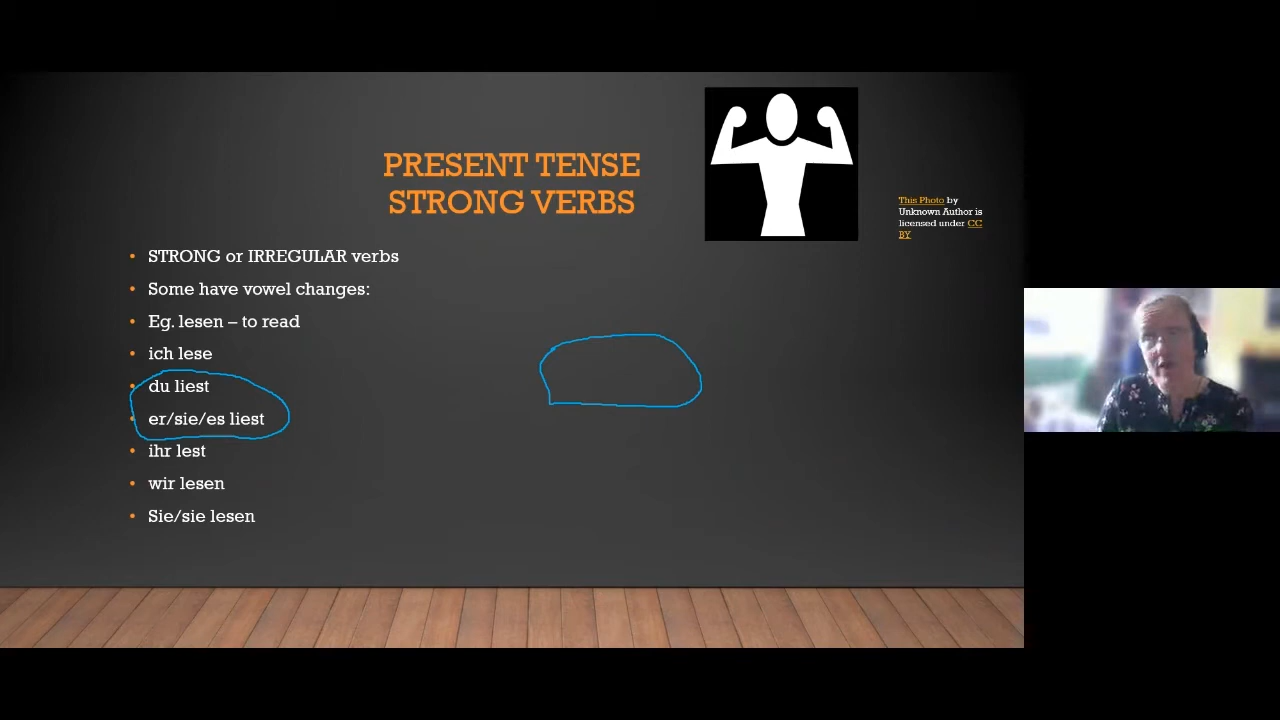 PRESENT TENSE
STRONG VERBS
This Photo by
Unknown Author is
licensed under CC
BY
• STRONG or IRREGULAR verbs
• Some have vowel changes:
• Eg. lesen – to read
• ich lese
• du liest
• er/sie/es liest
• ihr lest
• wir lesen
• Sie/sie lesen